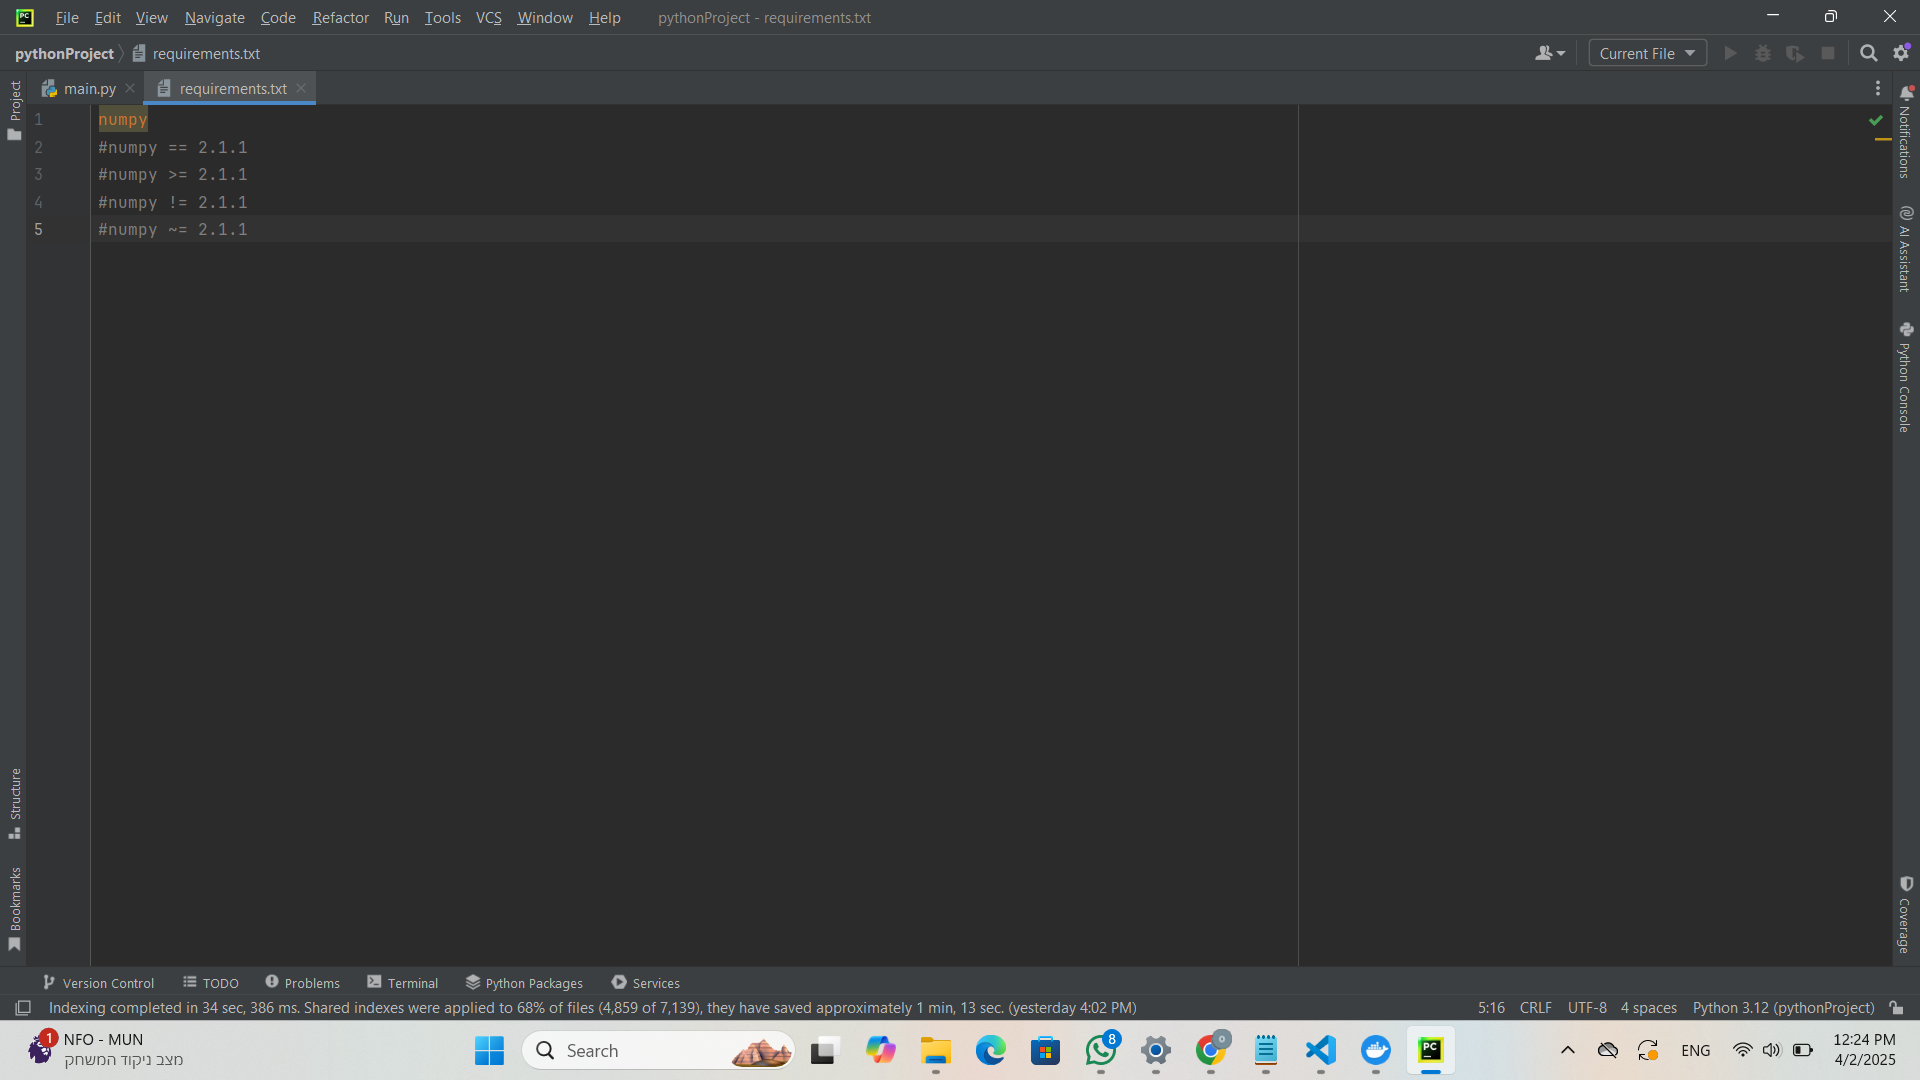 File Edit View Navigate Code Refactor Run Tools VCS Window Help pythonProject - requirements.txt
pythonProject requirements.txt Current File
main.py requirements.txt
Project
1 numpy
2 #numpy == 2.1.1
3 #numpy >= 2.1.1
4 #numpy != 2.1.1
5 #numpy ~= 2.1.1
Notifications
AI Assistant
Python Console
Structure
Bookmarks
Coverage
Version Control TODO Problems Terminal Python Packages Services
Indexing completed in 34 sec, 386 ms. Shared indexes were applied to 68% of files (4,859 of 7,139), they have saved approximately 1 min, 13 sec. (yesterday 4:02 PM) 5:16 CRLF UTF-8 4 spaces Python 3.12 (pythonProject)
1 NFO - MUN
מצב ניקוד המשחק
Search
8
0
PC
ENG
12:24 PM
4/2/2025